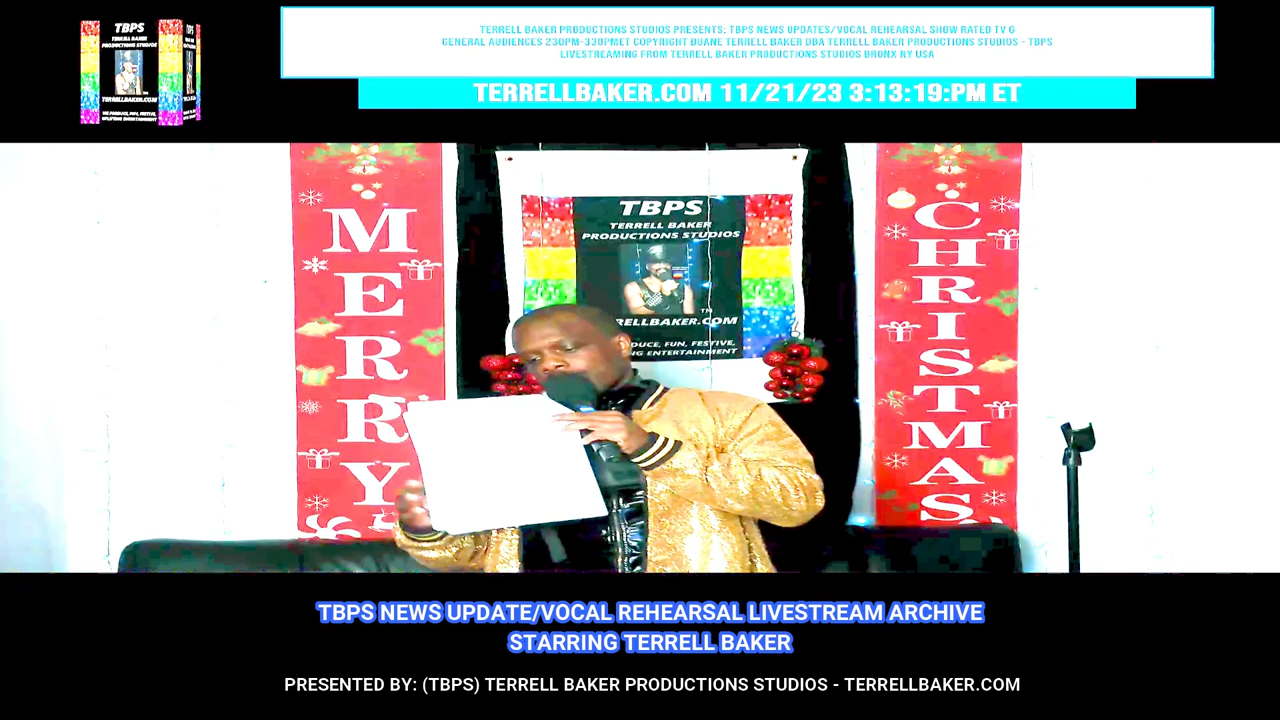 TBPS
TERRELL BAKER
PRODUCTIONS STUDIOS
TERRELL BAKER PRODUCTIONS STUDIOS PRESENTS: TBPS NEWS UPDATES/VOCAL REHEARSAL SHOW RATED TV G
GENERAL AUDIENCES 230PM-330PMET COPYRIGHT DUANE TERRELL BAKER DBA TERRELL BAKER PRODUCTIONS STUDIOS - TBPS
LIVESTREAMING FROM TERRELL BAKER PRODUCTIONS STUDIOS BRONX NY USA
TERRELLBAKER.COM 11/21/23 3:13:19:PM ET
MERRY
TBPS
TERRELL BAKER
PRODUCTIONS STUDIOS
TM
RELLBAKER.COM
DUCE, FUN, FESTIVE,
NG ENTERTAINMENT
CHRISTMAS
TBPS NEWS UPDATE/VOCAL REHEARSAL LIVESTREAM ARCHIVE
STARRING TERRELL BAKER
PRESENTED BY: (TBPS) TERRELL BAKER PRODUCTIONS STUDIOS - TERRELLBAKER.COM